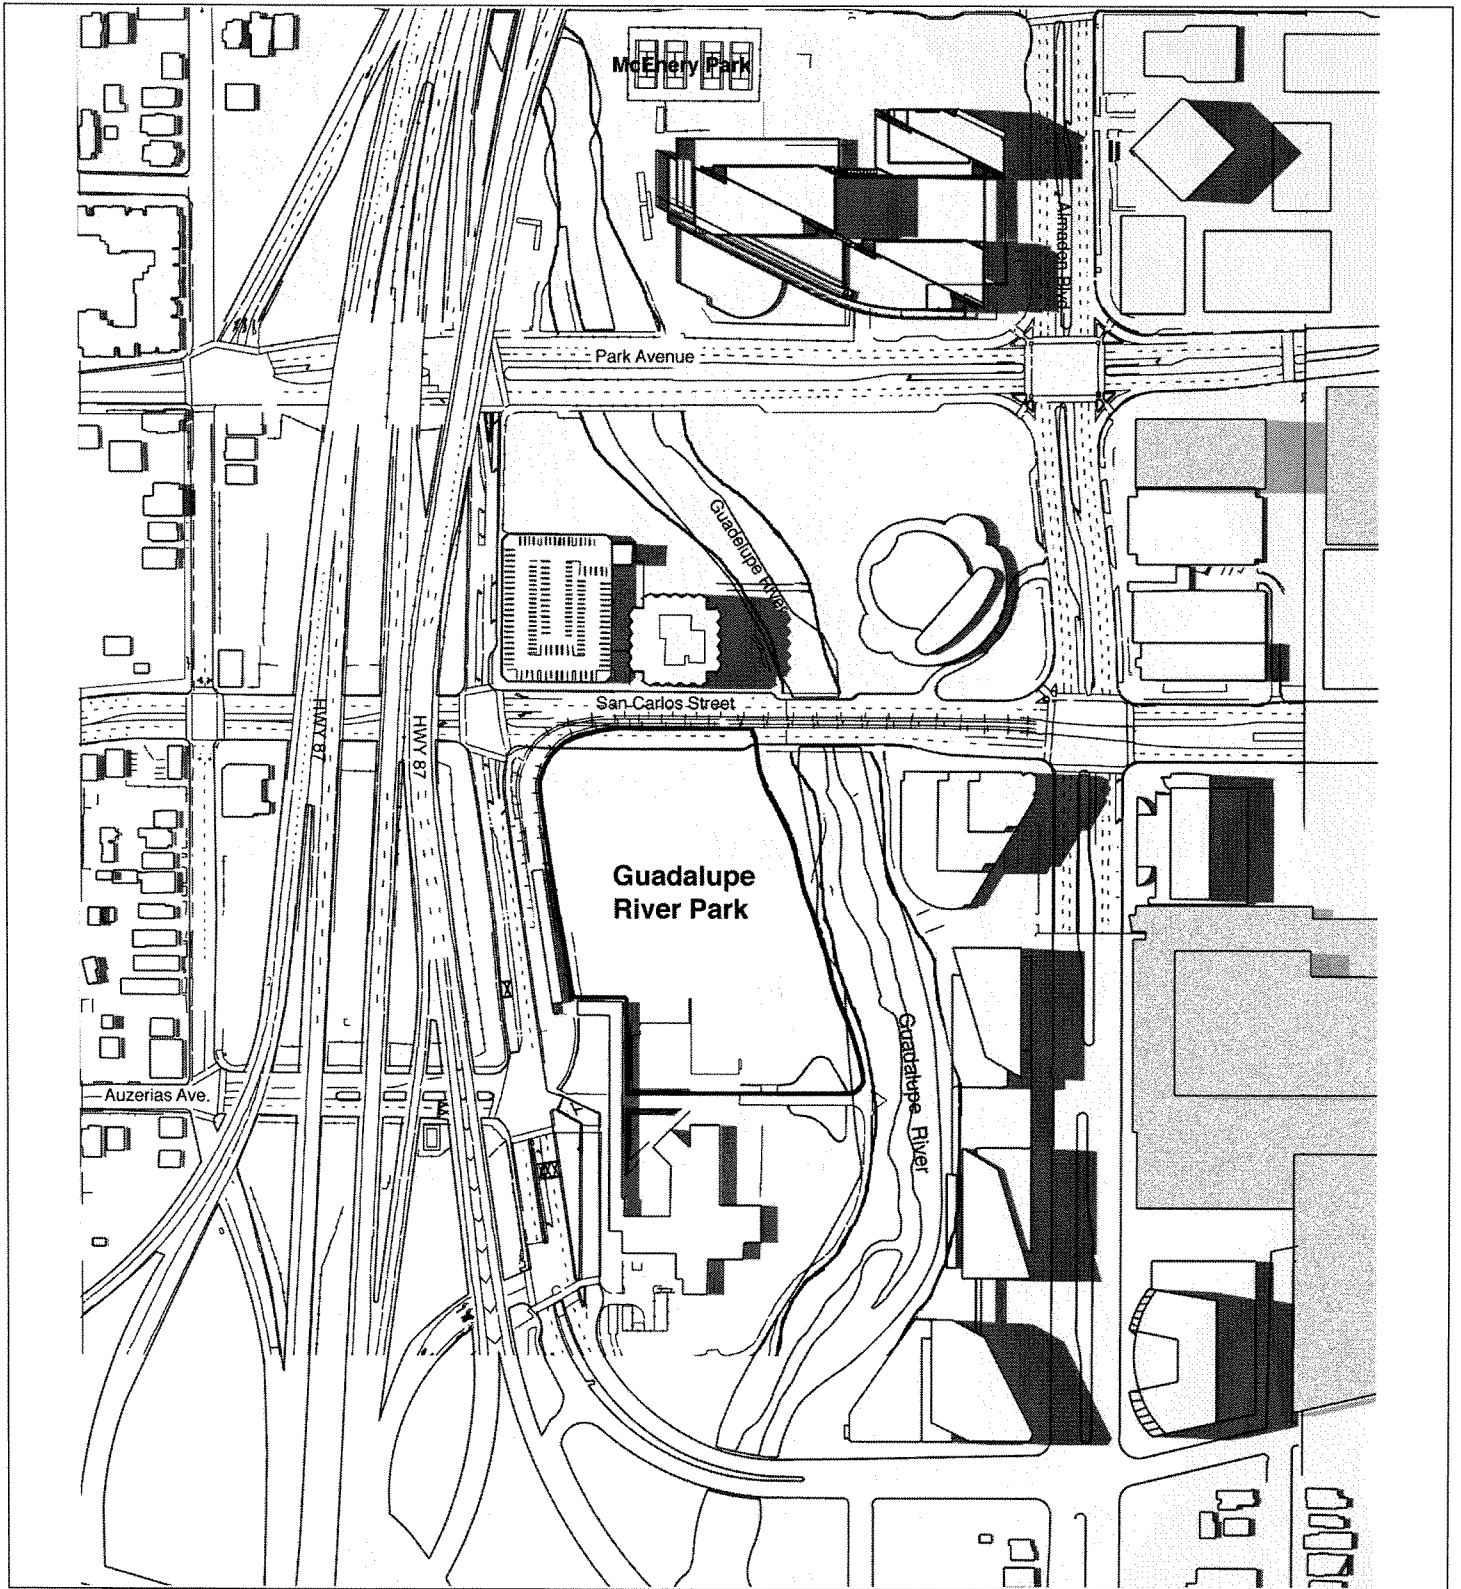 McEnery Park
Almaden Blvd.
Park Avenue
Guadelupe River
San Carlos Street
HWY 87
HWY 87
Guadalupe
River Park
Guadalupe River
Auzerias Ave.